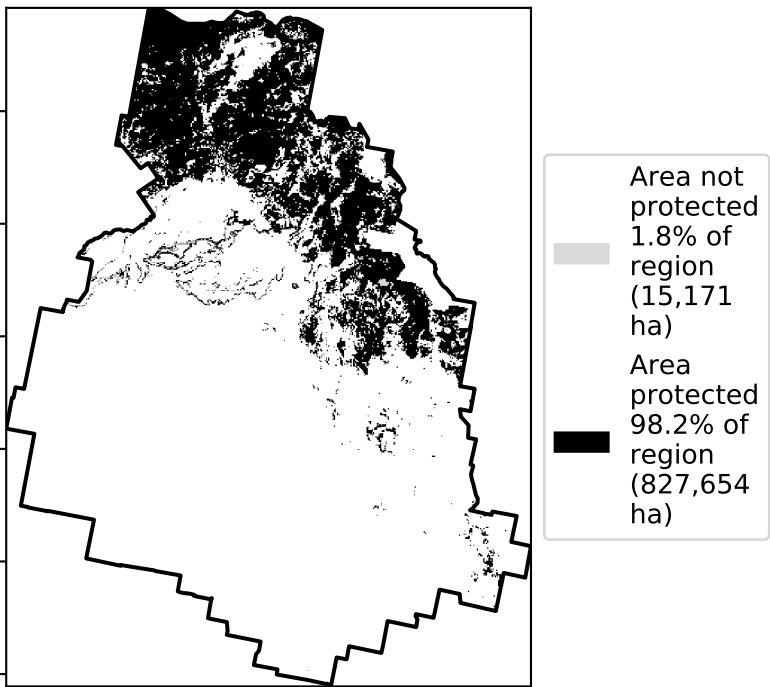 Area not
protected
1.8% of
region
(15,171
ha)
Area
protected
98.2% of
region
(827,654
ha)